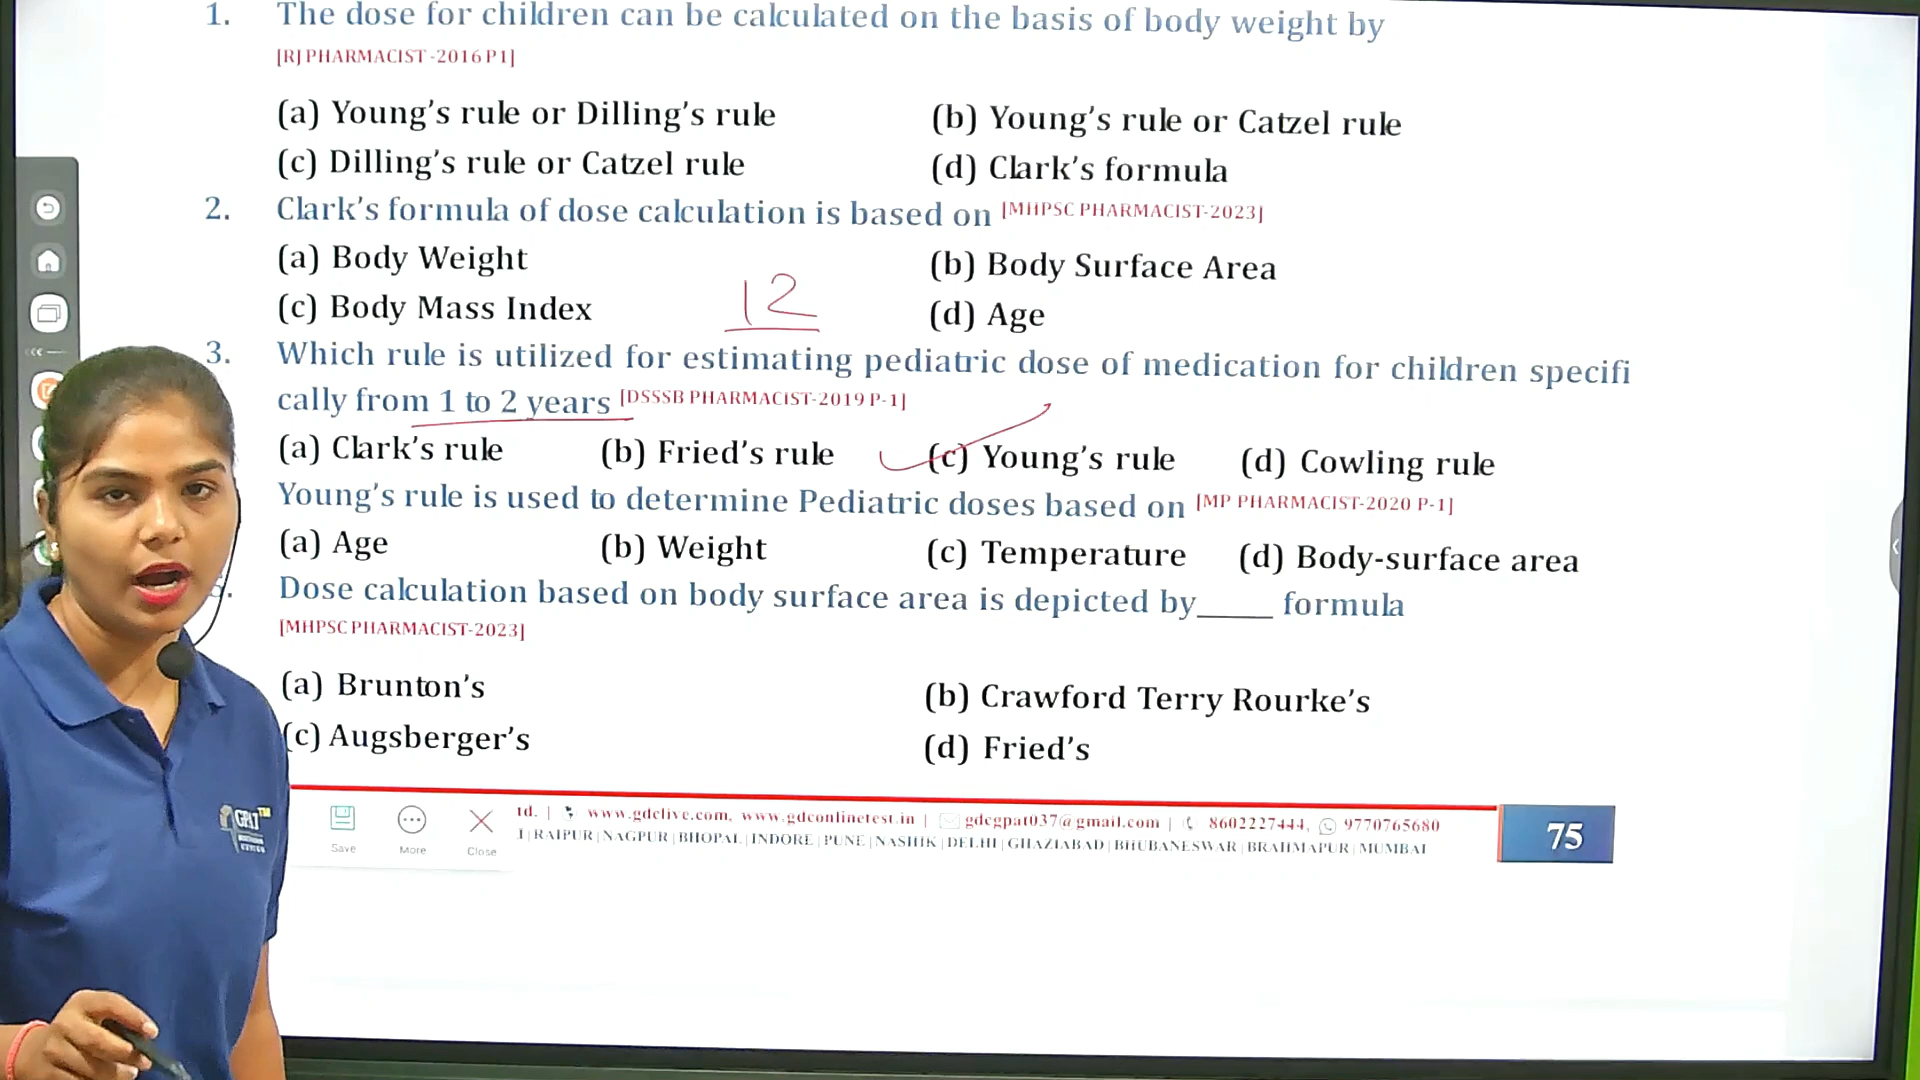 1. The dose for children can be calculated on the basis of body weight by
[RJ PHARMACIST-2016 P1]
(a) Young's rule or Dilling's rule (b) Young's rule or Catzel rule
(c) Dilling's rule or Catzel rule (d) Clark's formula
2. Clark's formula of dose calculation is based on [MHPSC PHARMACIST-2023]
(a) Body Weight (b) Body Surface Area
12
(c) Body Mass Index (d) Age
3. Which rule is utilized for estimating pediatric dose of medication for children specifi
cally from 1 to 2 years [DSSSB PHARMACIST-2019 P-1]
(a) Clark's rule (b) Fried's rule (c) Young's rule (d) Cowling rule
Young's rule is used to determine Pediatric doses based on [MP PHARMACIST-2020 P-1]
(a) Age (b) Weight (c) Temperature (d) Body-surface area
Dose calculation based on body surface area is depicted by_____ formula
[MHPSC PHARMACIST-2023]
(a) Brunton's (b) Crawford Terry Rourke's
(c) Augsberger's (d) Fried's
td. | www.gdclive.com, www.gdconlinetest.in | gdcgpat037@gmail.com | 8602227444, 9770765680
| RAIPUR | NAGPUR | BHOPAL | INDORE | PUNE | NASHIK | DELHI | GHAZIABAD | BHUBANESWAR | BRAHMAPUR | MUMBAI
75
Save More Close
GPAT